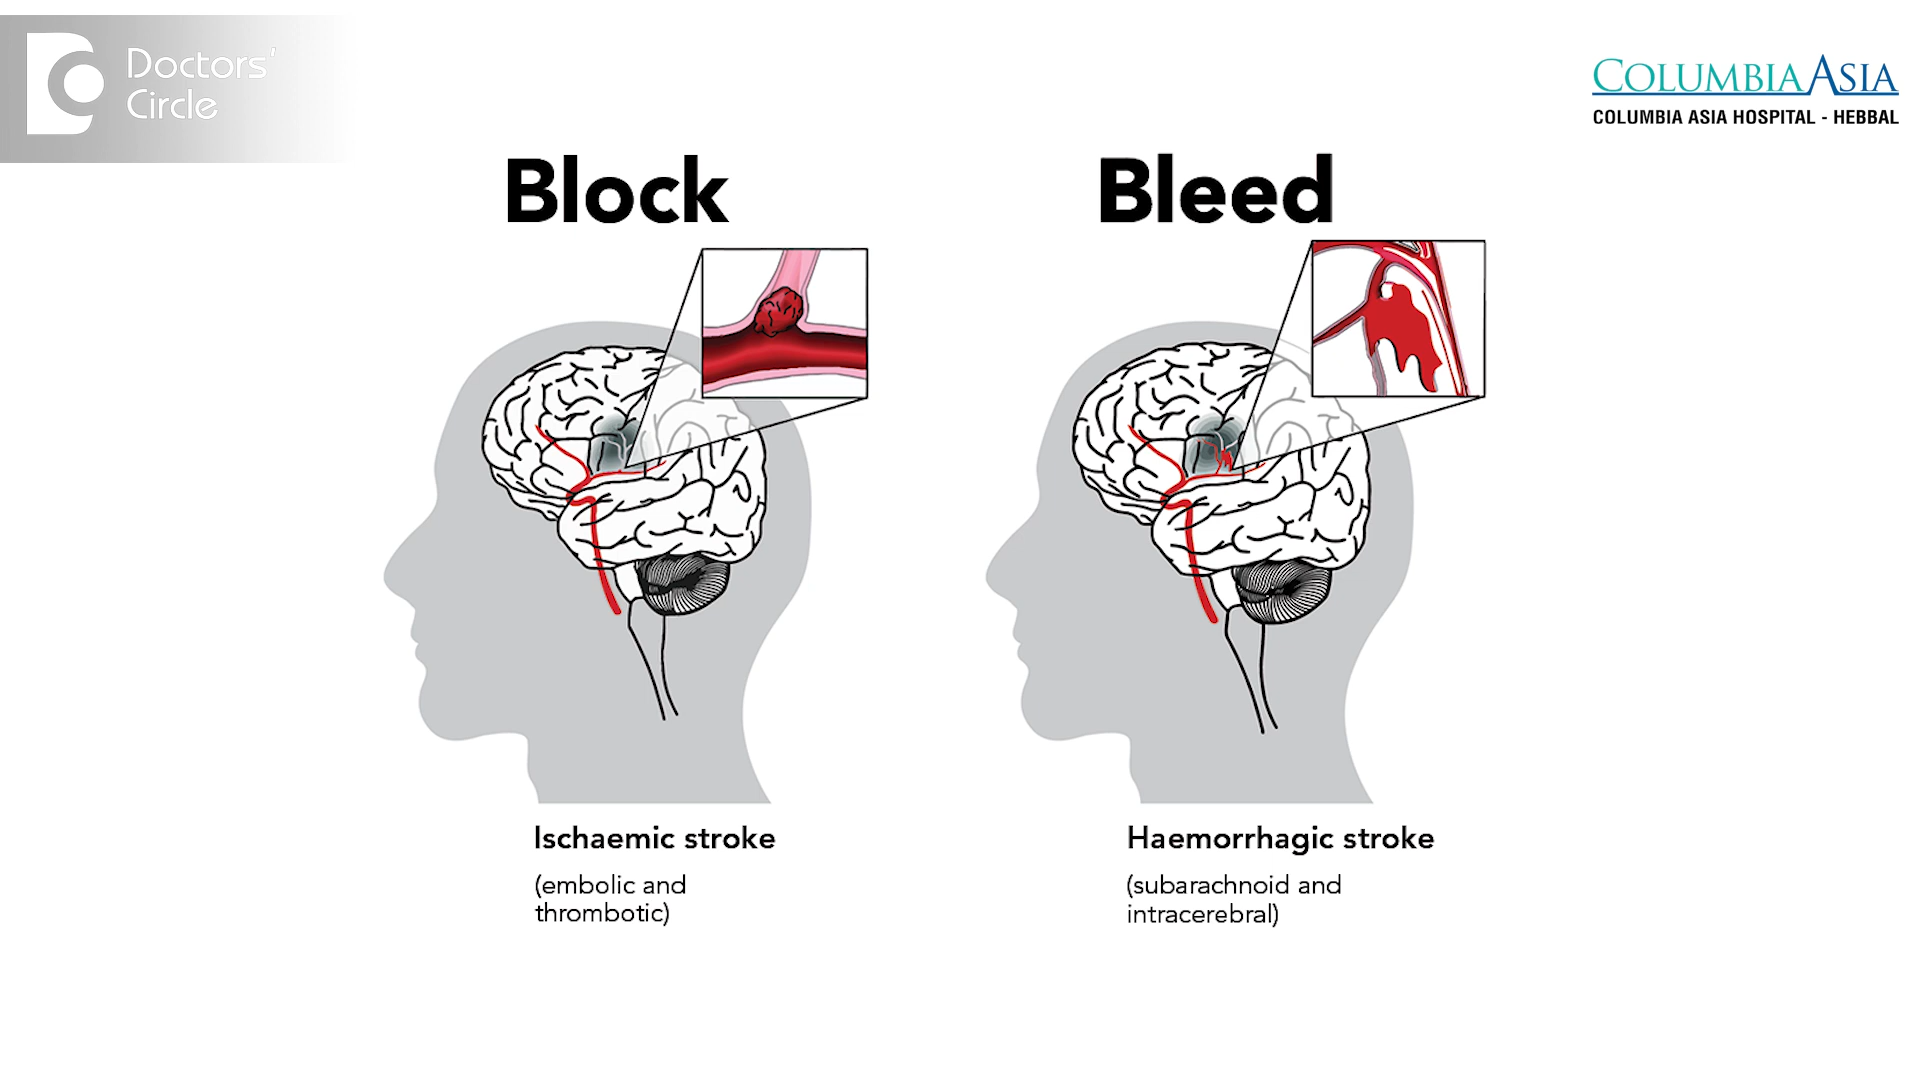 Doctors'
Circle
COLUMBIA ASIA
COLUMBIA ASIA HOSPITAL - HEBBAL
Block
Bleed
Ischaemic stroke
(embolic and
thrombotic)
Haemorrhagic stroke
(subarachnoid and
intracerebral)